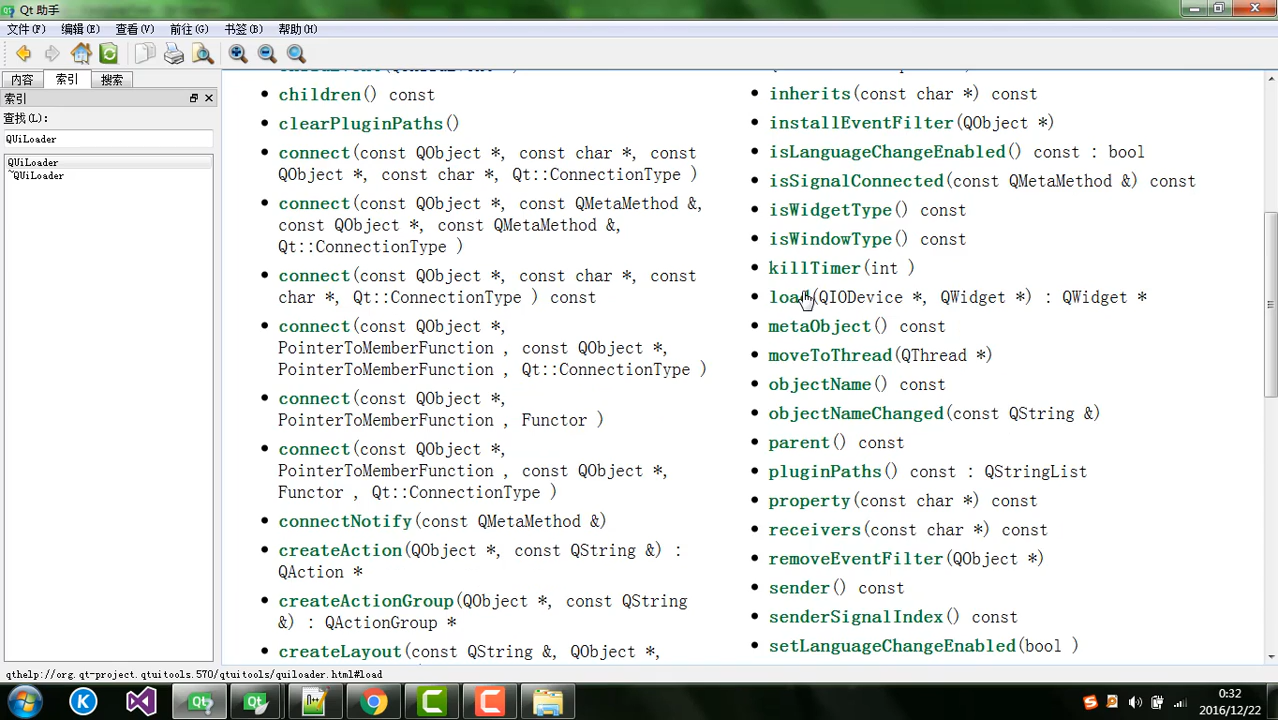 Qt 助手
文件(F) 编辑(E) 查看(V) 前往(G) 书签(B) 帮助(H)
内容 索引 搜索
索引
查找(L):
QUiLoader
QUiLoader
~QUiLoader
children() const
clearPluginPaths()
connect(const QObject *, const char *, const
QObject *, const char *, Qt::ConnectionType )
connect(const QObject *, const QMetaMethod &,
const QObject *, const QMetaMethod &,
Qt::ConnectionType )
connect(const QObject *, const char *, const
char *, Qt::ConnectionType ) const
connect(const QObject *,
PointerToMemberFunction , const QObject *,
PointerToMemberFunction , Qt::ConnectionType )
connect(const QObject *,
PointerToMemberFunction , Functor )
connect(const QObject *,
PointerToMemberFunction , const QObject *,
Functor , Qt::ConnectionType )
connectNotify(const QMetaMethod &)
createAction(QObject *, const QString &) :
QAction *
createActionGroup(QObject *, const QString
&) : QActionGroup *
createLayout(const QString &, QObject *,
inherits(const char *) const
installEventFilter(QObject *)
isLanguageChangeEnabled() const : bool
isSignalConnected(const QMetaMethod &) const
isWidgetType() const
isWindowType() const
killTimer(int )
load(QIODevice *, QWidget *) : QWidget *
metaObject() const
moveToThread(QThread *)
objectName() const
objectNameChanged(const QString &)
parent() const
pluginPaths() const : QStringList
property(const char *) const
receivers(const char *) const
removeEventFilter(QObject *)
sender() const
senderSignalIndex() const
setLanguageChangeEnabled(bool )
qthelp://org.qt-project.qtuitools.570/qtuitools/quiloader.html#load
0:32
2016/12/22